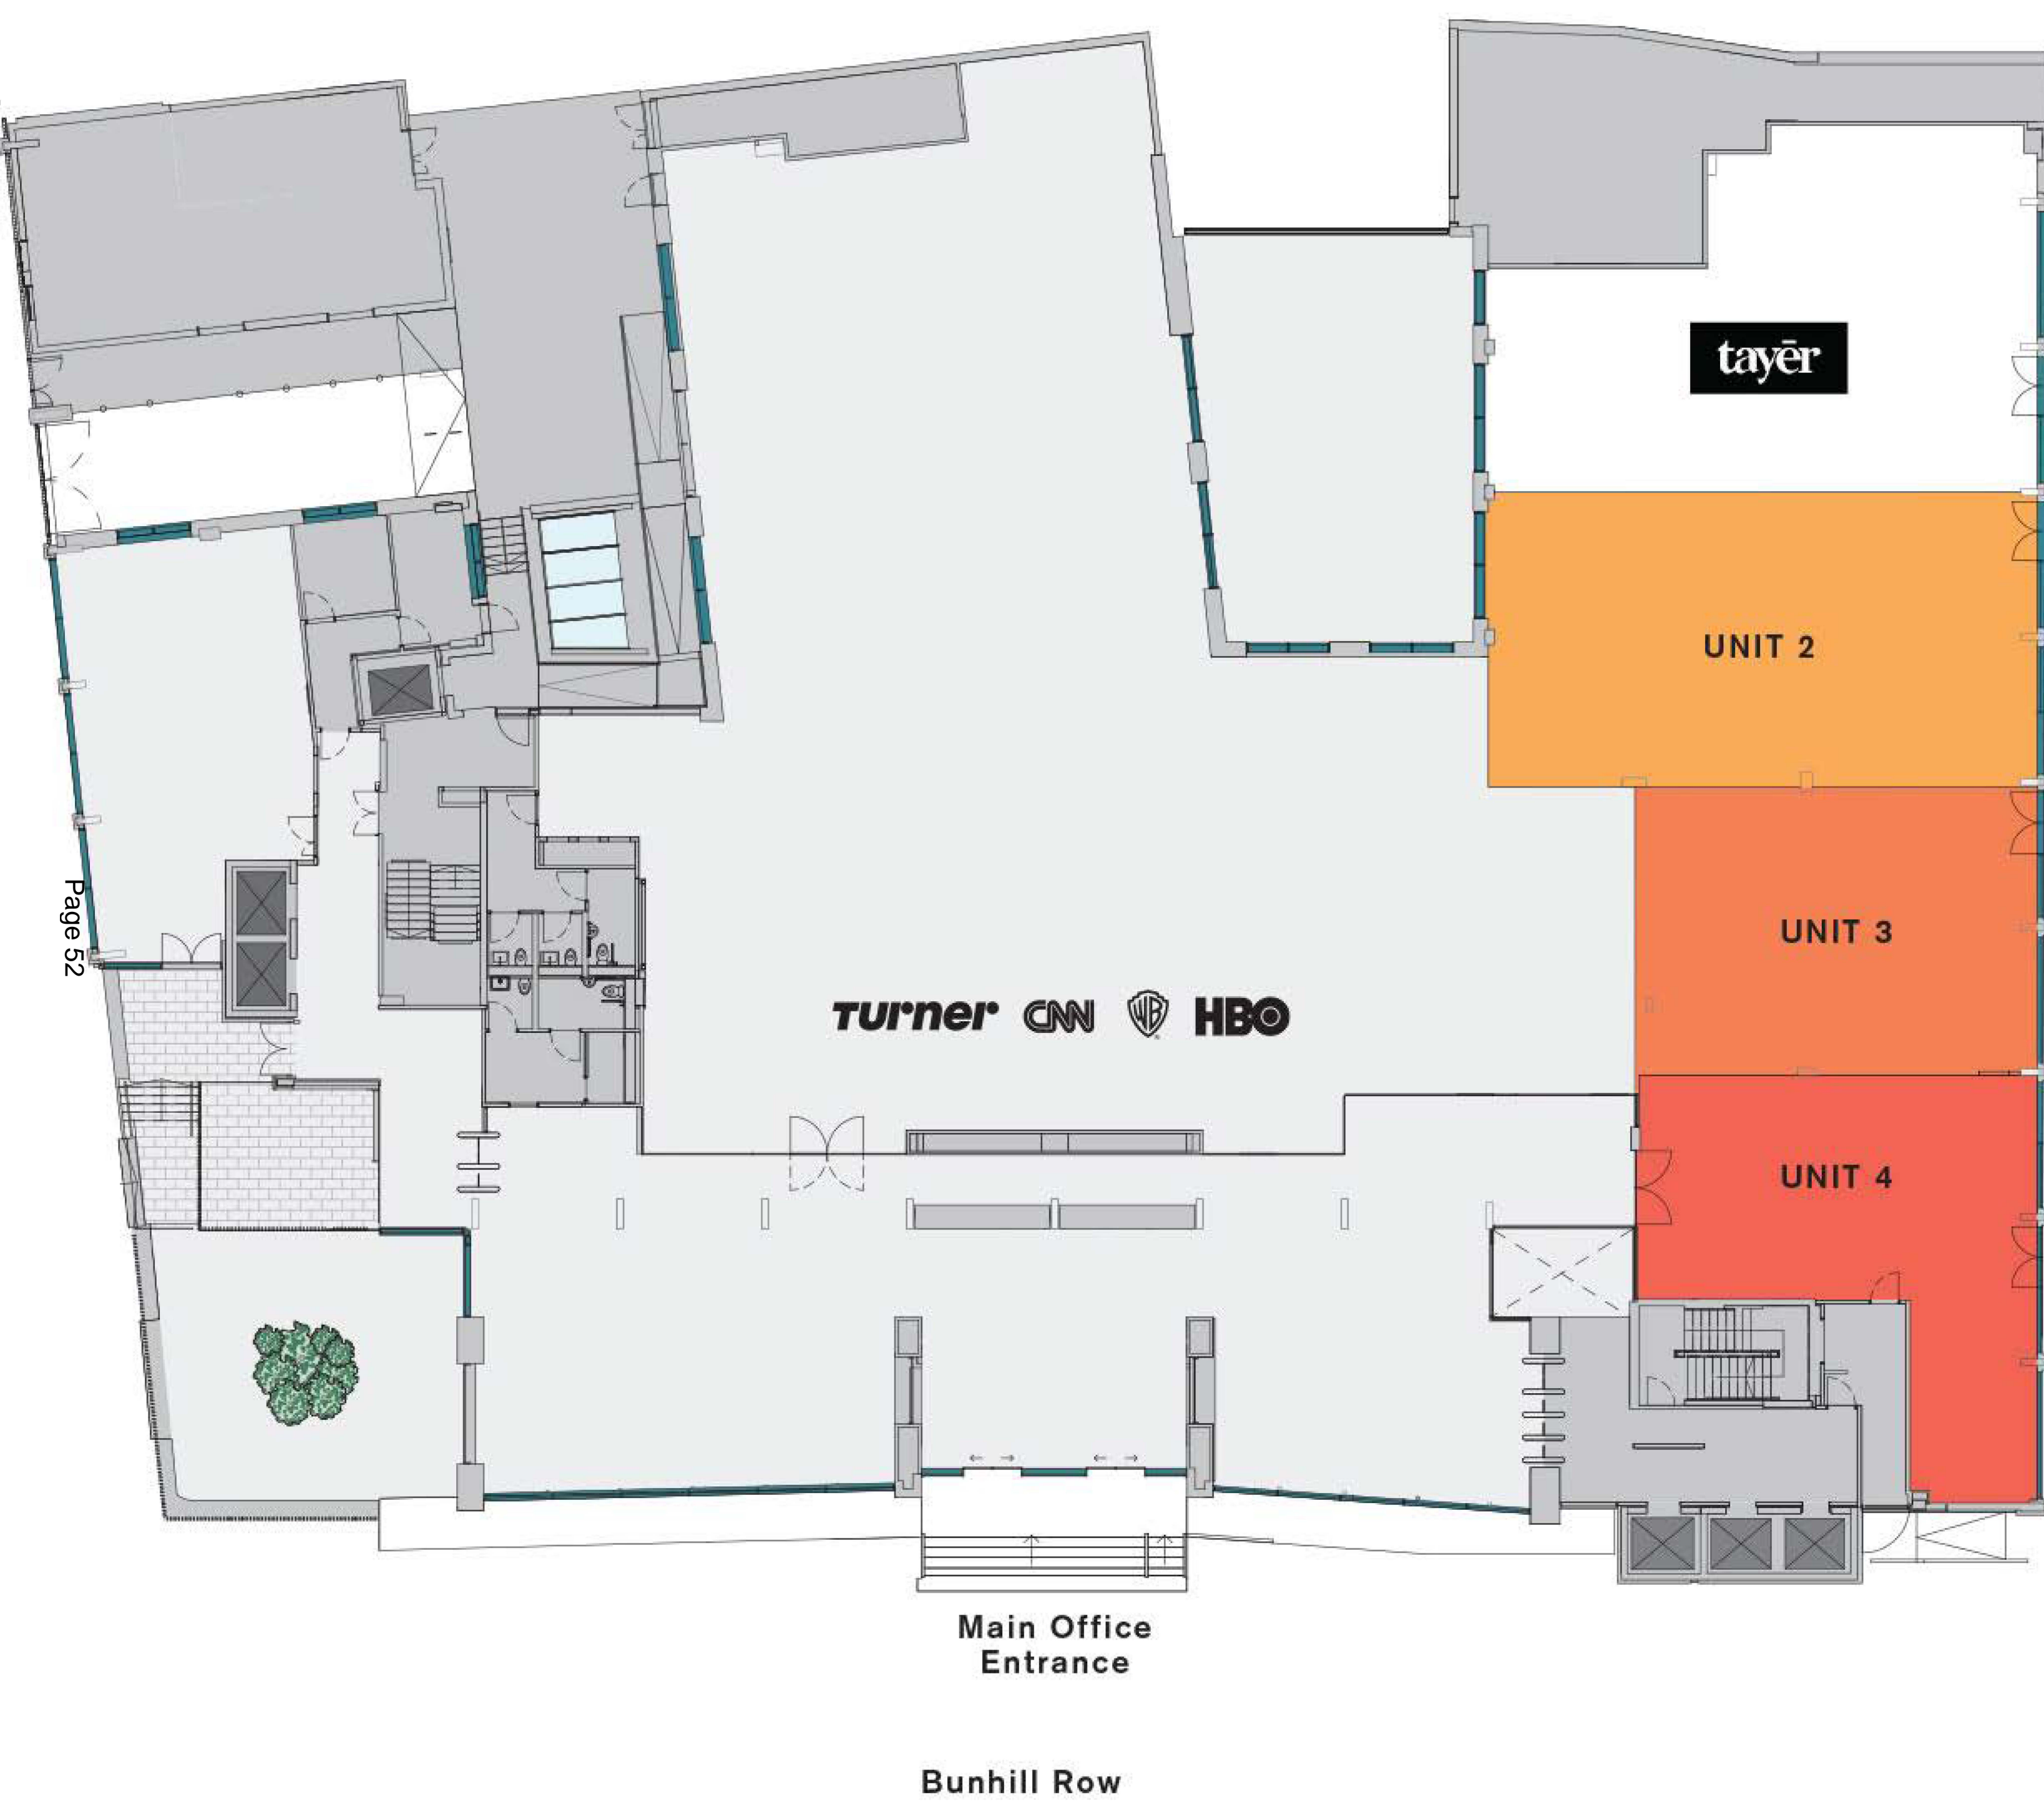 tayēr
UNIT 2
UNIT 3
Page 52
Turner CNN WB HBO
UNIT 4
Main Office
Entrance
Bunhill Row